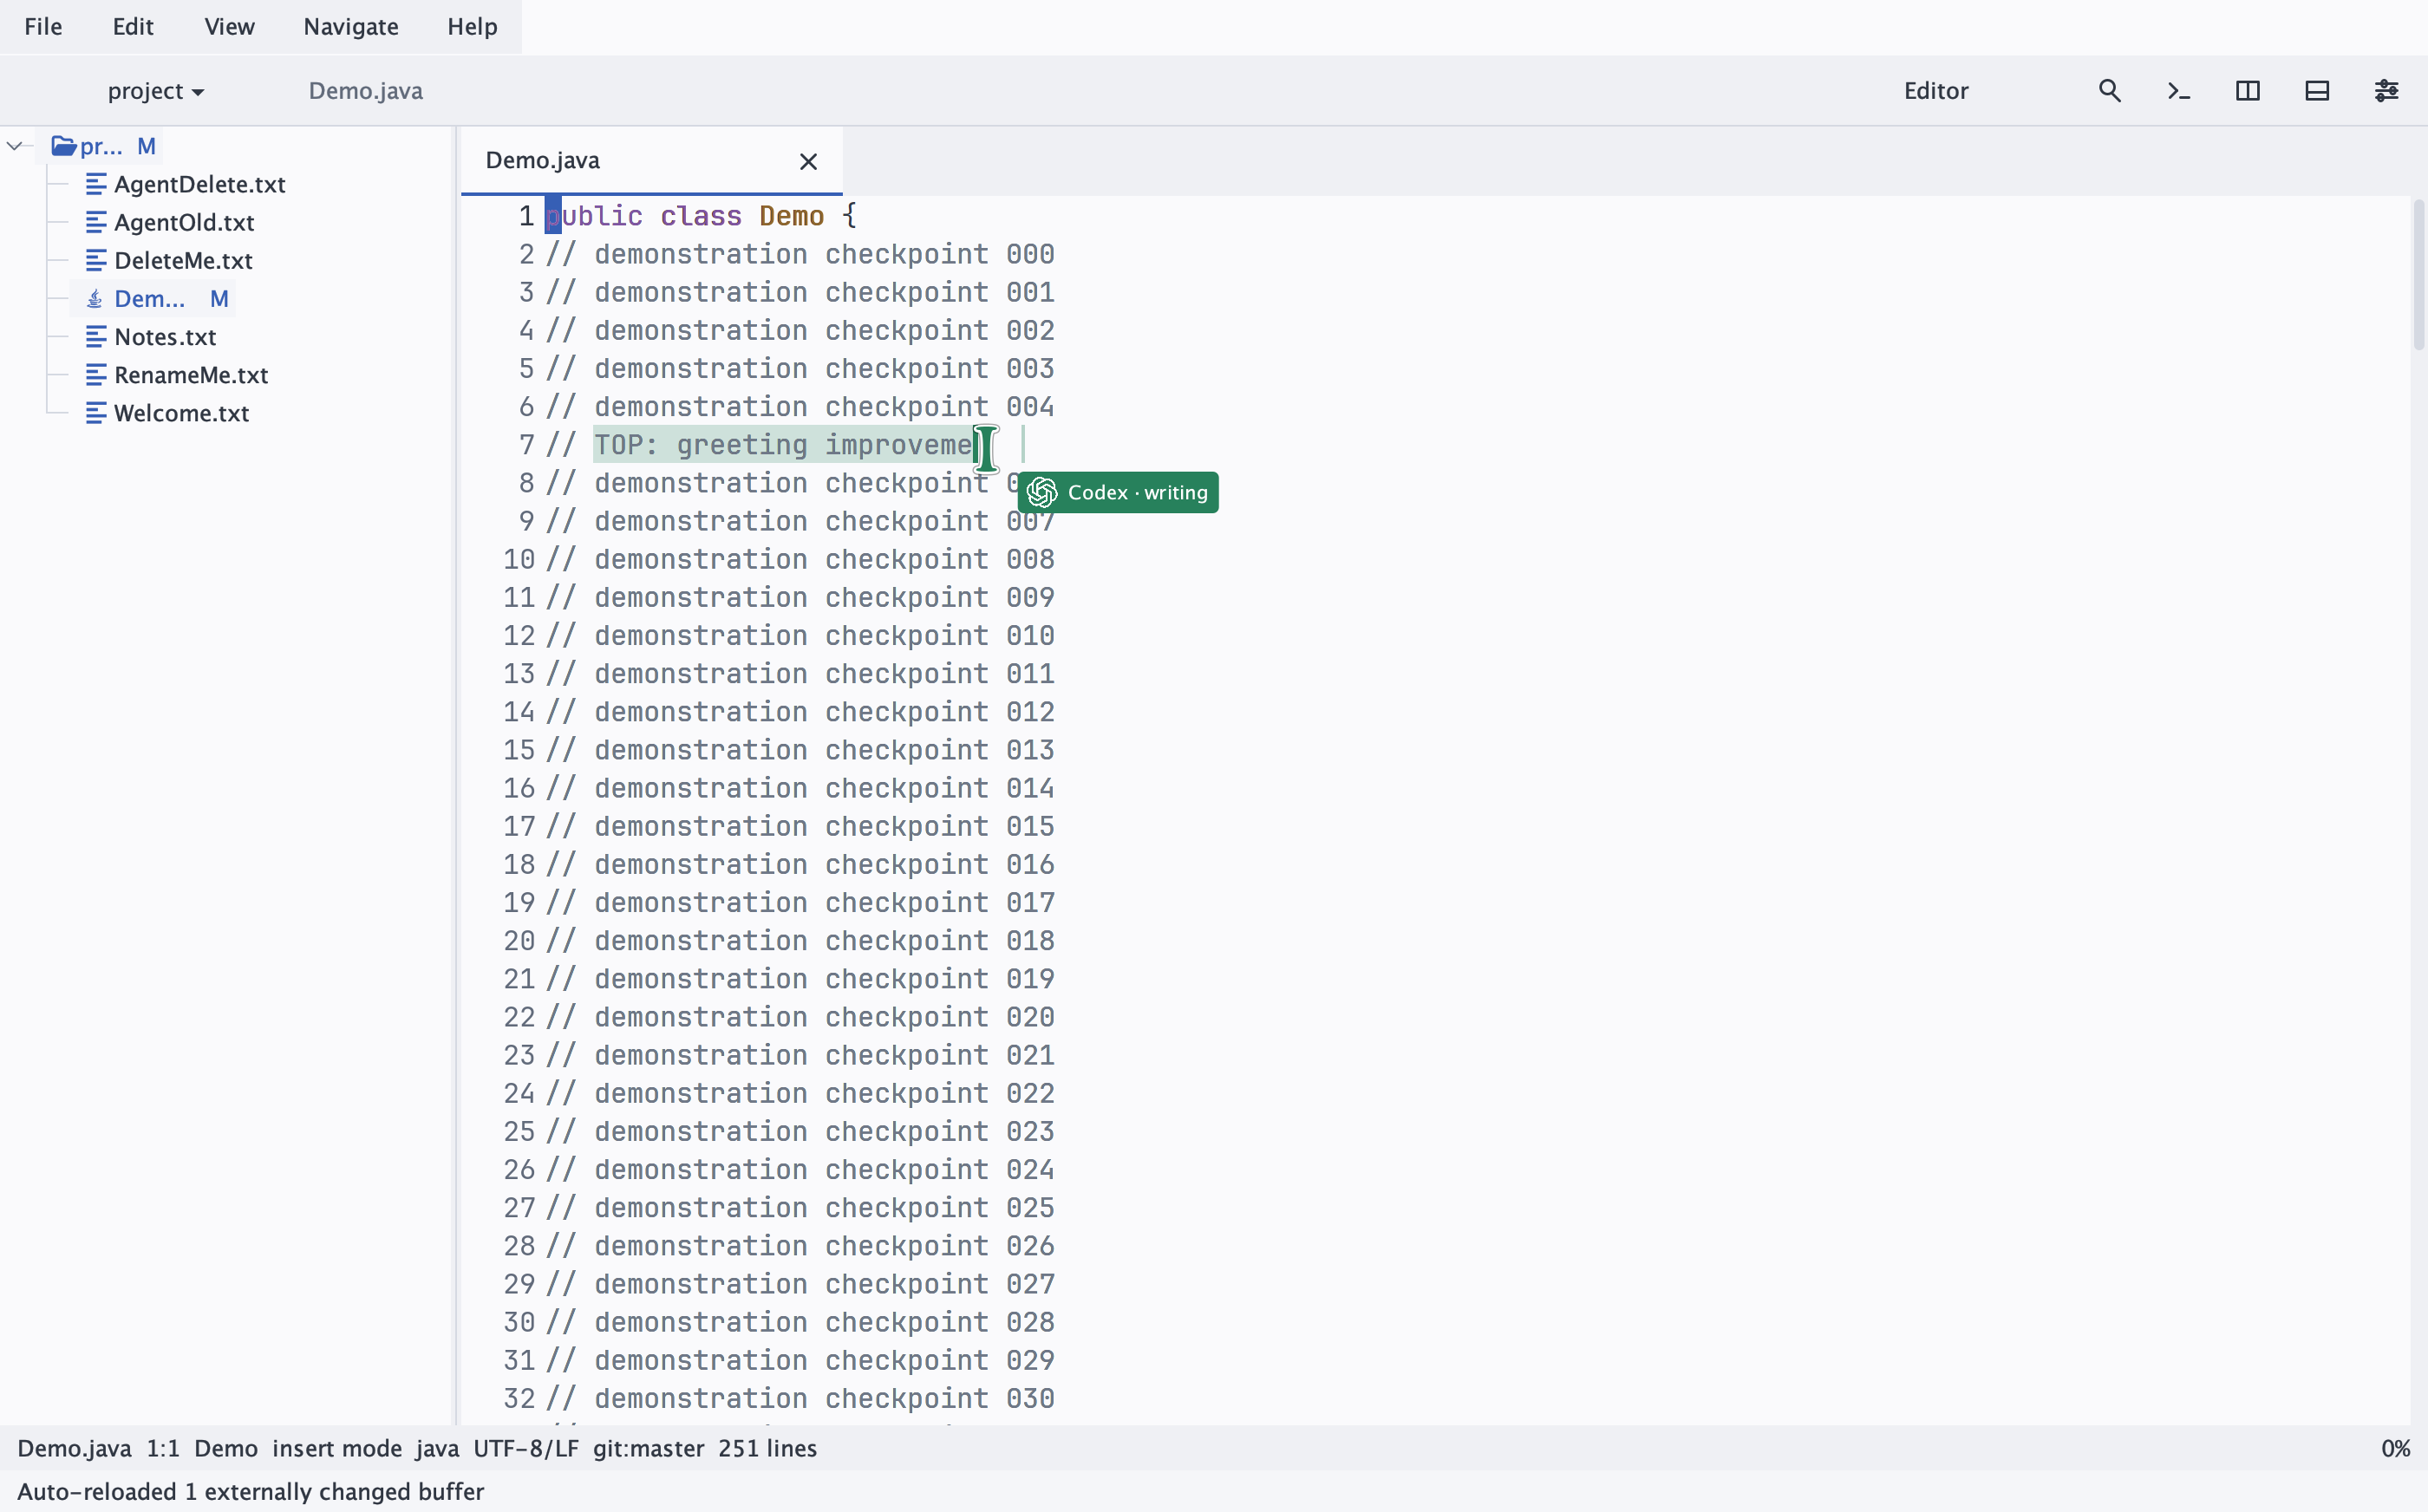 File Edit View Navigate Help
project Demo.java Editor
pr... M
AgentDelete.txt
AgentOld.txt
DeleteMe.txt
Dem... M
Notes.txt
RenameMe.txt
Welcome.txt
Demo.java
1 public class Demo {
2 // demonstration checkpoint 000
3 // demonstration checkpoint 001
4 // demonstration checkpoint 002
5 // demonstration checkpoint 003
6 // demonstration checkpoint 004
7 // TOP: greeting improveme
8 // demonstration checkpoint
Codex · writing
9 // demonstration checkpoint 007
10 // demonstration checkpoint 008
11 // demonstration checkpoint 009
12 // demonstration checkpoint 010
13 // demonstration checkpoint 011
14 // demonstration checkpoint 012
15 // demonstration checkpoint 013
16 // demonstration checkpoint 014
17 // demonstration checkpoint 015
18 // demonstration checkpoint 016
19 // demonstration checkpoint 017
20 // demonstration checkpoint 018
21 // demonstration checkpoint 019
22 // demonstration checkpoint 020
23 // demonstration checkpoint 021
24 // demonstration checkpoint 022
25 // demonstration checkpoint 023
26 // demonstration checkpoint 024
27 // demonstration checkpoint 025
28 // demonstration checkpoint 026
29 // demonstration checkpoint 027
30 // demonstration checkpoint 028
31 // demonstration checkpoint 029
32 // demonstration checkpoint 030
Demo.java 1:1 Demo insert mode java UTF-8/LF git:master 251 lines 0%
Auto-reloaded 1 externally changed buffer